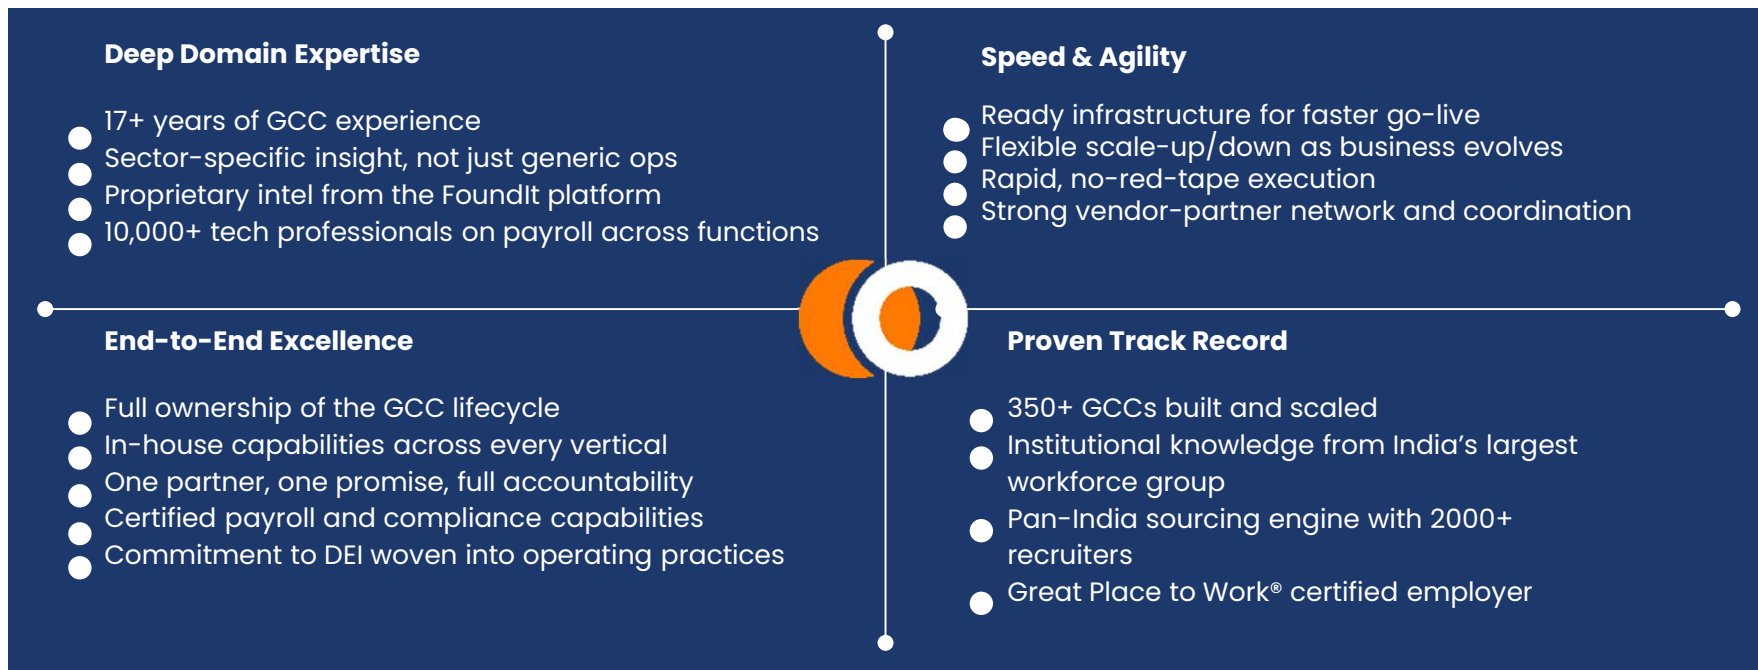 Deep Domain Expertise
17+ years of GCC experience
Sector-specific insight, not just generic ops
Proprietary intel from the FoundIt platform
10,000+ tech professionals on payroll across functions
Speed & Agility
Ready infrastructure for faster go-live
Flexible scale-up/down as business evolves
Rapid, no-red-tape execution
Strong vendor-partner network and coordination
End-to-End Excellence
Full ownership of the GCC lifecycle
In-house capabilities across every vertical
One partner, one promise, full accountability
Certified payroll and compliance capabilities
Commitment to DEI woven into operating practices
Proven Track Record
350+ GCCs built and scaled
Institutional knowledge from India’s largest
workforce group
Pan-India sourcing engine with 2000+
recruiters
Great Place to Work® certified employer